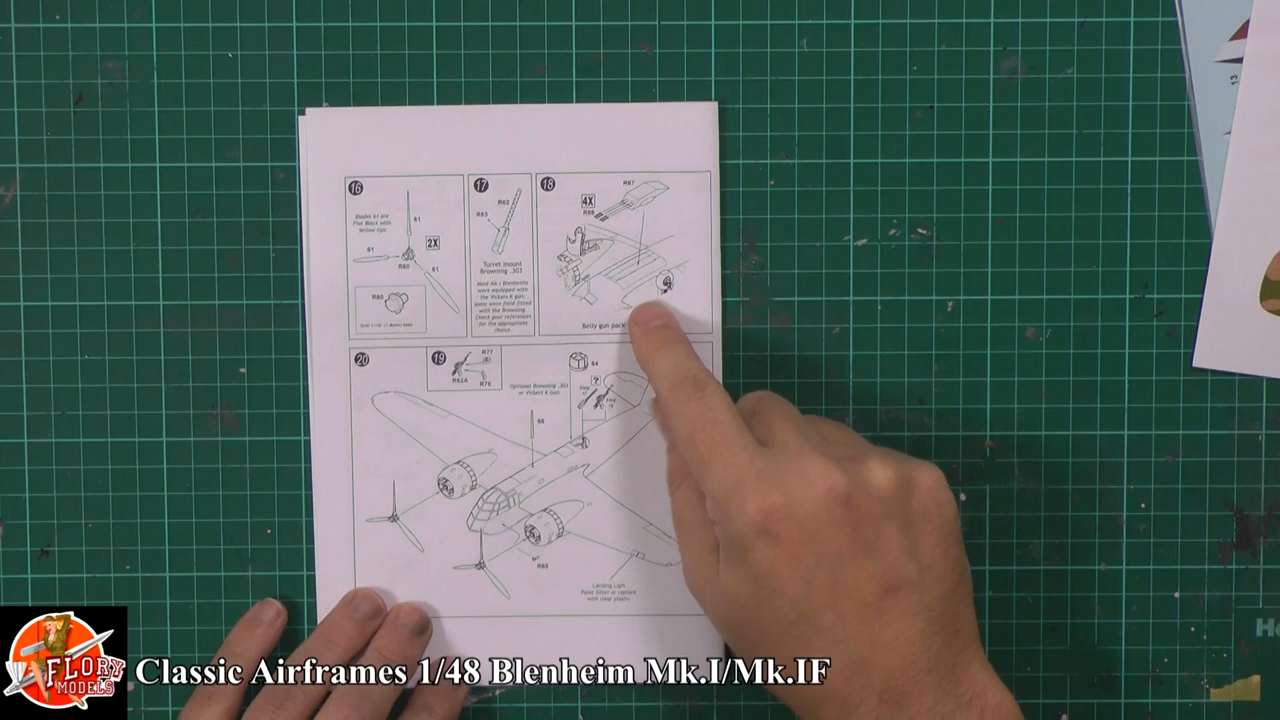 16
17
18
R67
4X
R68
R62
R63
Blades 61 are
Flat Black with
Yellow tips
61
2X
61
61
R60
R60
Turret mount
Browning .303
Most Mk.I Blenheims
were equipped with
the Vickers K gun,
some were field fitted
with the Browning
Check your references
for the appropriate
choice.
Belly gun pack
20
19
R77
R62A
R76
64
Optional Browning .303
or Vickers K Gun
?
66
R65
Landing Light
Paint Silver or replace
with clear plastic
13
FLORY
MODELS
Classic Airframes 1/48 Blenheim Mk.I/Mk.IF